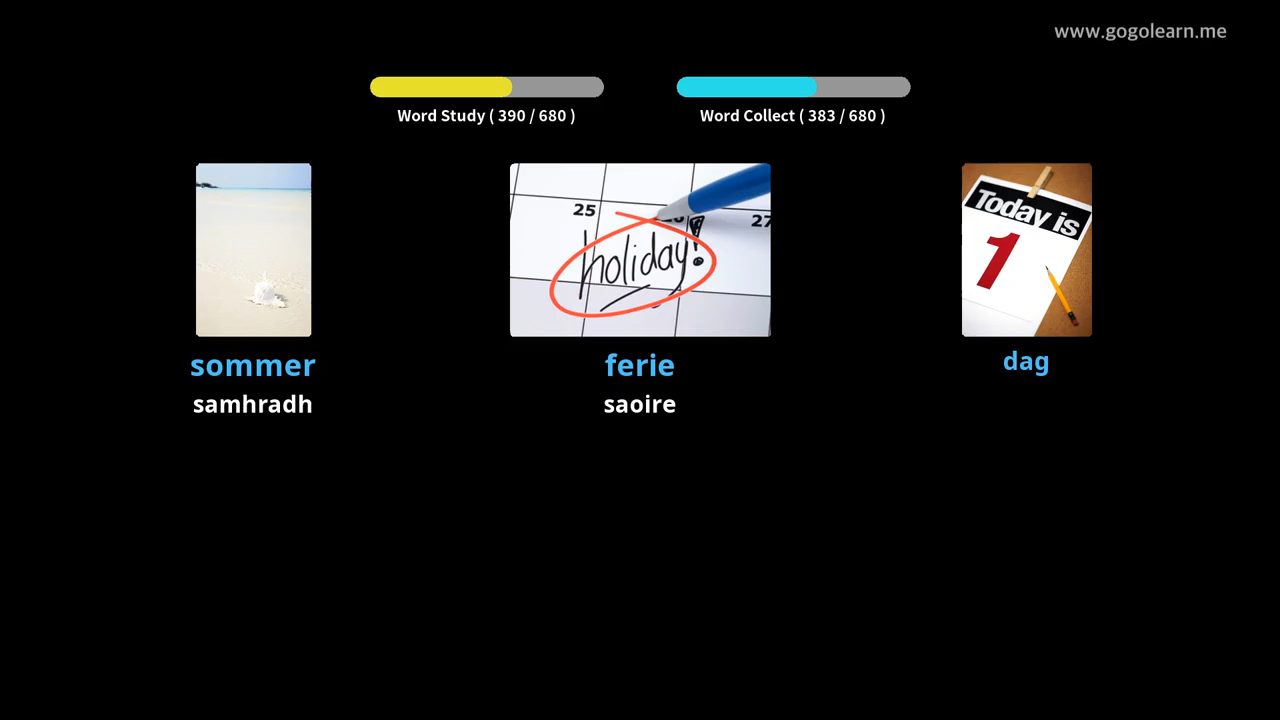 www.gogolearn.me
Word Study ( 390 / 680 )
Word Collect ( 383 / 680 )
25
27
holiday!
Today is
1
sommer
ferie
dag
samhradh
saoire